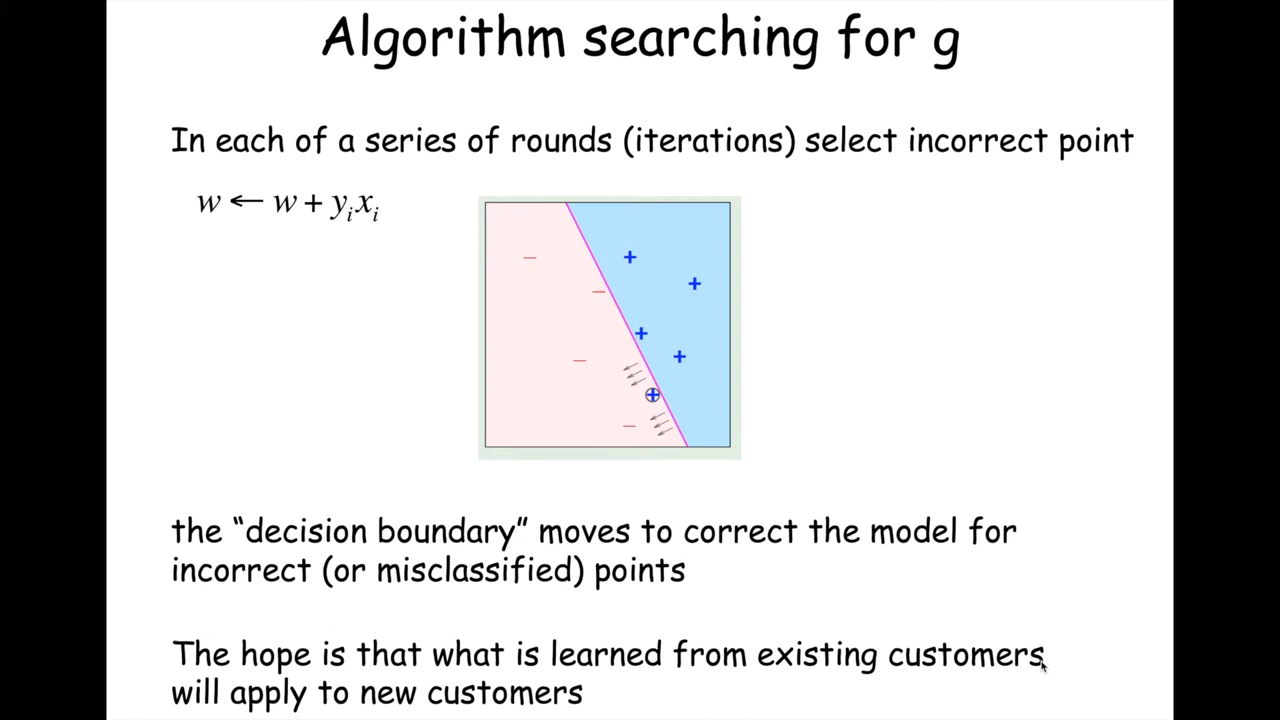 Algorithm searching for g
In each of a series of rounds (iterations) select incorrect point
w ← w + yᵢxᵢ
the “decision boundary” moves to correct the model for
incorrect (or misclassified) points
The hope is that what is learned from existing customers
will apply to new customers